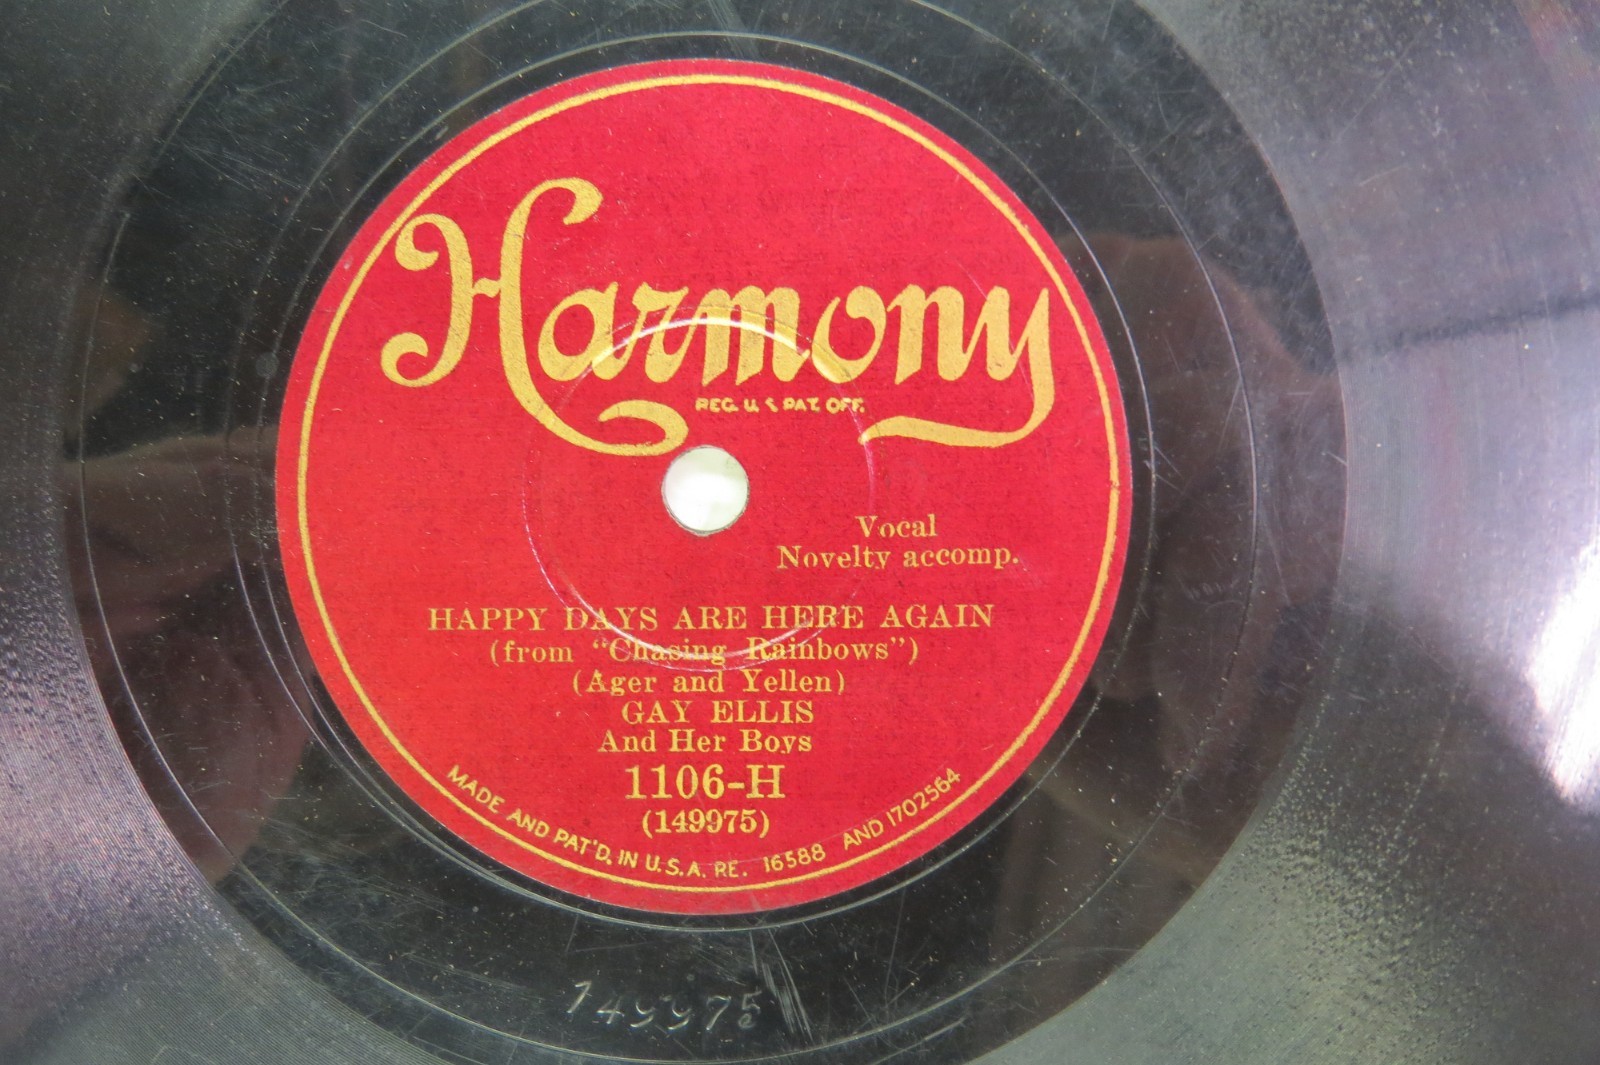 Harmony
REG. U. S. PAT. OFF.
Vocal
Novelty accomp.
HAPPY DAYS ARE HERE AGAIN
(from “Chasing Rainbows”)
(Ager and Yellen)
GAY ELLIS
And Her Boys
1106-H
(149975)
MADE AND PAT'D. IN U.S.A. RE. 16588 AND 1702564
149975